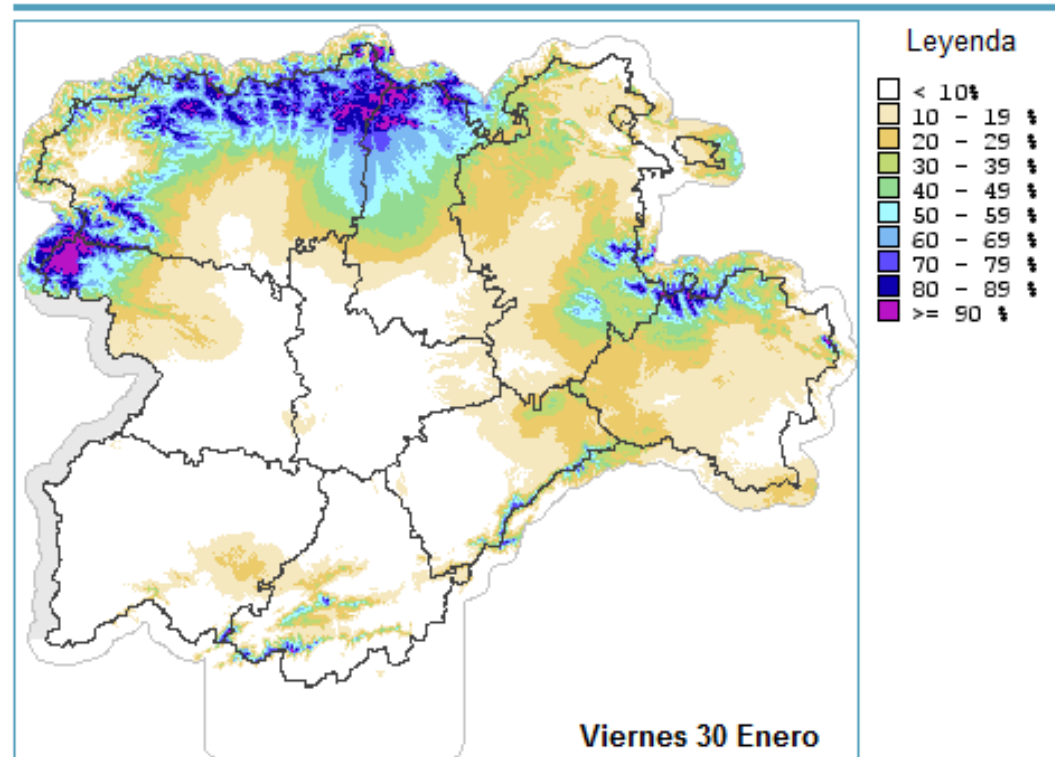 Leyenda
< 10%
10 - 19 %
20 - 29 %
30 - 39 %
40 - 49 %
50 - 59 %
60 - 69 %
70 - 79 %
80 - 89 %
>= 90 %
Viernes 30 Enero